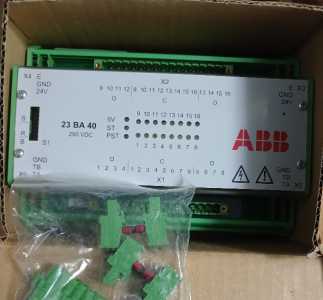 X4 E
GND
24V
9 10 11 12
O
X2
9 10 11 12 13 14 15 16
C
13 14 15 16
O
E X3
GND
24V
9 10 11 12 13 14 15 16
23 BA 40
250 VDC
5V
ST
PST
1 2 3 4 5 6 7 8
S
R
B S1
ABB
GND
TB
TA
O
1 2 3 4
C
1 2 3 4 5 6 7 8
X1
O
5 6 7 8
GND
TB
TA